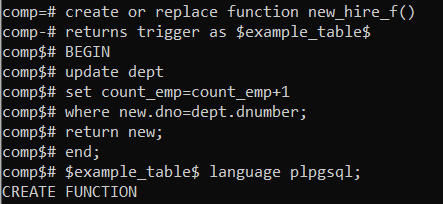 comp=# create or replace function new_hire_f()
comp-# returns trigger as $example_table$
comp$# BEGIN
comp$# update dept
comp$# set count_emp=count_emp+1
comp$# where new.dno=dept.dnumber;
comp$# return new;
comp$# end;
comp$# $example_table$ language plpgsql;
CREATE FUNCTION